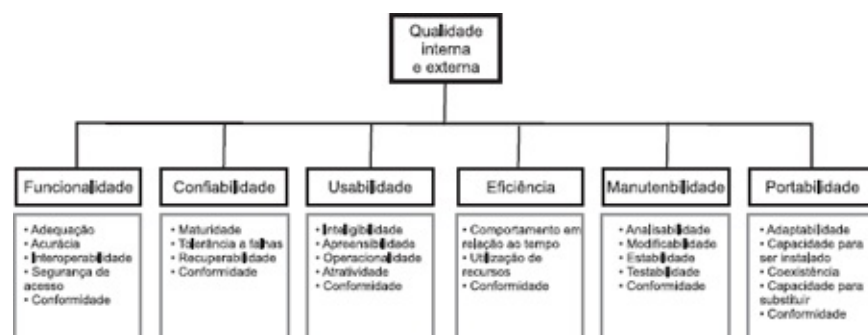 Qualidade
interna
e externa
Funcionalidade
• Adequação
• Acurácia
• Interoperabilidade
• Segurança de
acesso
• Conformidade
Confiabilidade
• Maturidade
• Tolerância a falhas
• Recuperabilidade
• Conformidade
Usabilidade
• Inteligibilidade
• Apreensibilidade
• Operacionalidade
• Atratividade
• Conformidade
Eficiência
• Comportamento em
relação ao tempo
• Utilização de
recursos
• Conformidade
Manutenbilidade
• Analisabilidade
• Modificabilidade
• Estabilidade
• Testabilidade
• Conformidade
Portabilidade
• Adaptabilidade
• Capacidade para
ser instalado
• Coexistência
• Capacidade para
substituir
• Conformidade